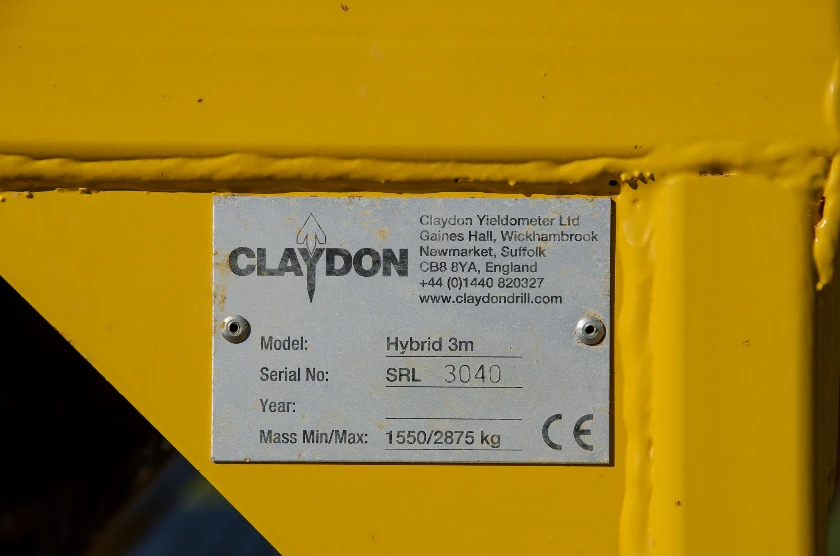 CLAYDON
Claydon Yieldometer Ltd
Gaines Hall, Wickhambrook
Newmarket, Suffolk
CB8 8YA, England
+44 (0)1440 820327
www.claydondrill.com
Model: Hybrid 3m
Serial No: SRL 3040
Year:
Mass Min/Max: 1550/2875 kg
CE